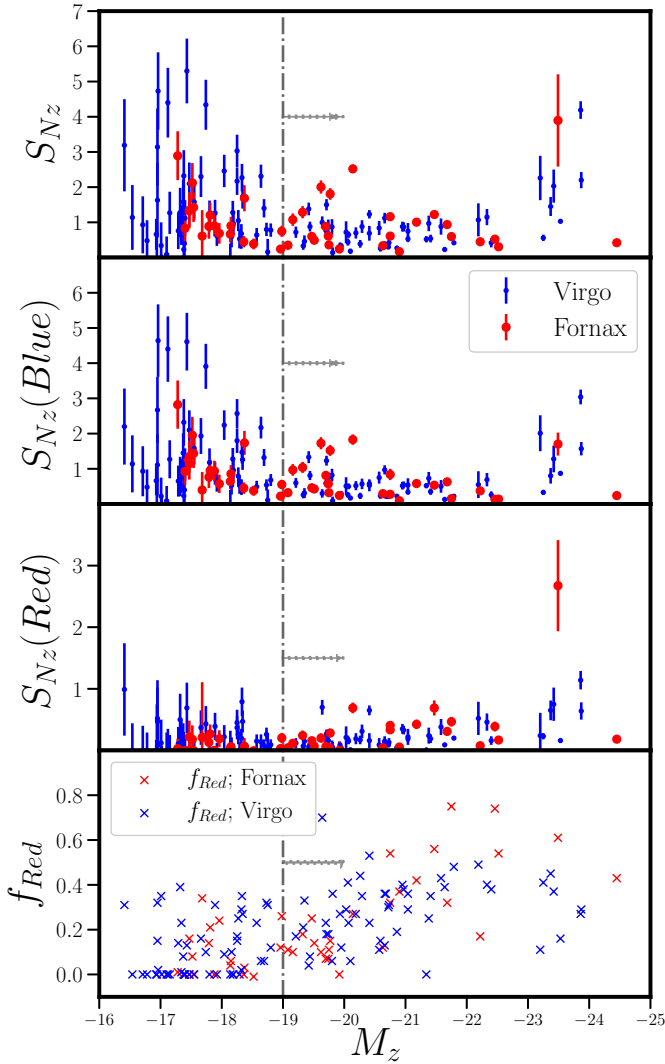 7
6
5
4
3
2
1
S_{Nz}
6
5
4
3
2
1
S_{Nz}(Blue)
Virgo
Fornax
3
2
1
S_{Nz}(Red)
f_{Red}; Fornax
f_{Red}; Virgo
0.8
0.6
0.4
0.2
0.0
f_{Red}
−16 −17 −18 −19 −20 −21 −22 −23 −24 −25
M_z